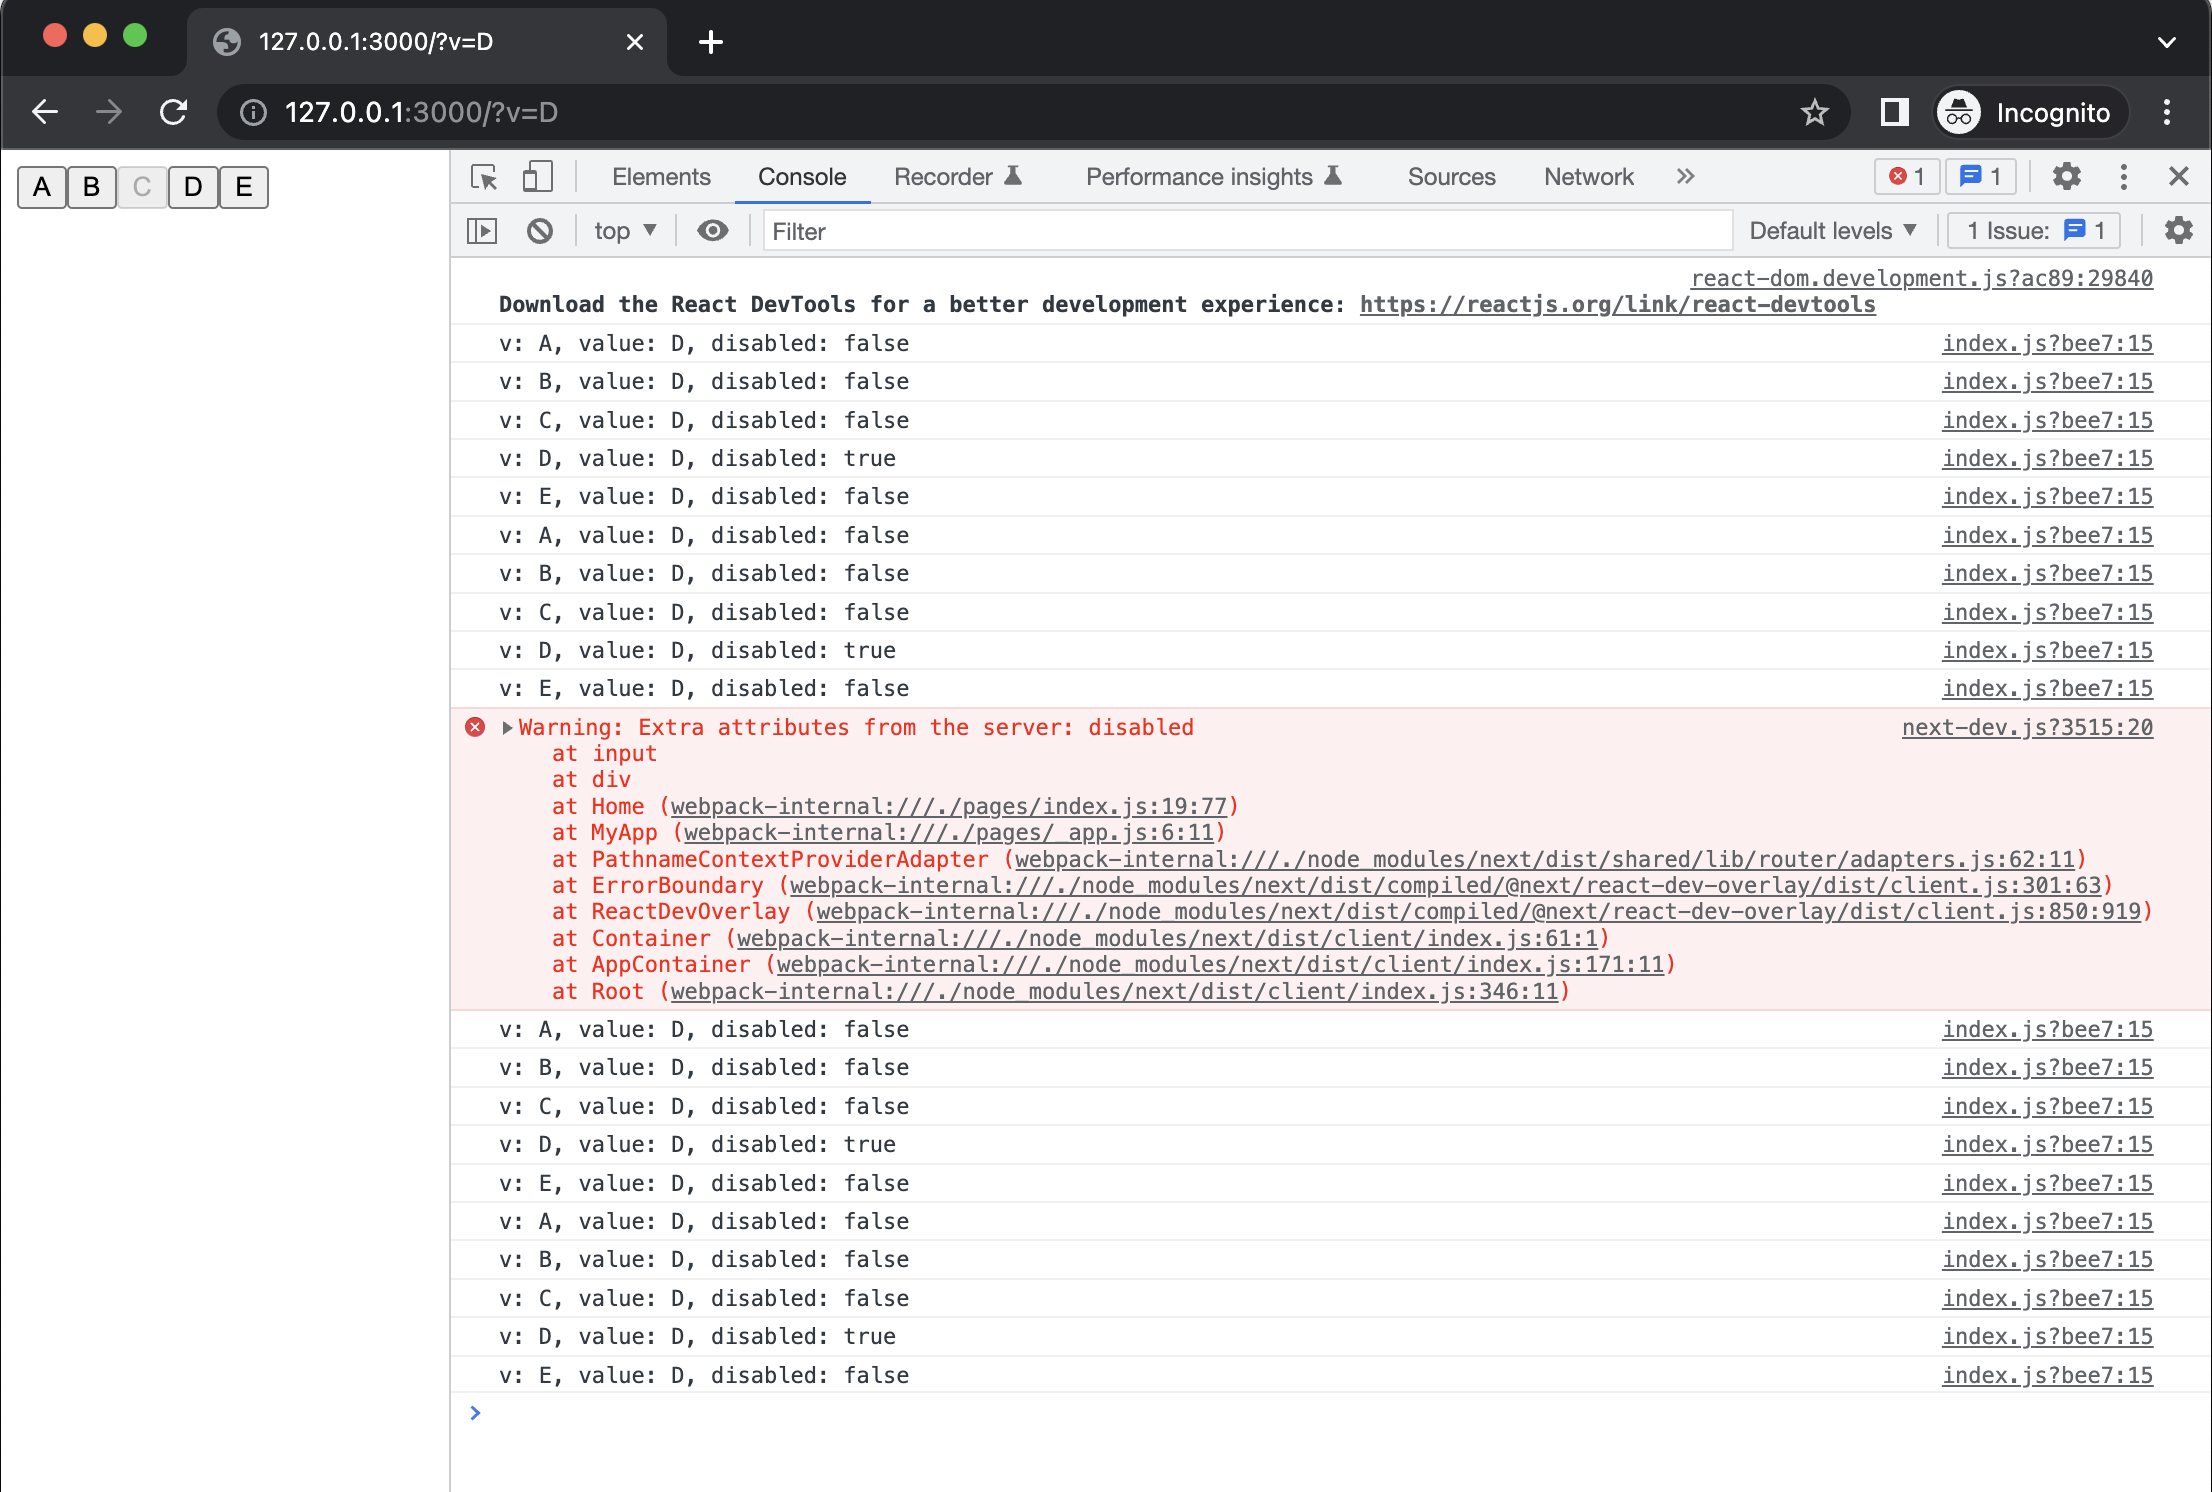 127.0.0.1:3000/?v=D
127.0.0.1:3000/?v=D
Incognito
A B C D E
Elements Console Recorder Performance insights Sources Network 1 1
top Filter Default levels 1 Issue: 1
react-dom.development.js?ac89:29840
Download the React DevTools for a better development experience: https://reactjs.org/link/react-devtools
v: A, value: D, disabled: false index.js?bee7:15
v: B, value: D, disabled: false index.js?bee7:15
v: C, value: D, disabled: false index.js?bee7:15
v: D, value: D, disabled: true index.js?bee7:15
v: E, value: D, disabled: false index.js?bee7:15
v: A, value: D, disabled: false index.js?bee7:15
v: B, value: D, disabled: false index.js?bee7:15
v: C, value: D, disabled: false index.js?bee7:15
v: D, value: D, disabled: true index.js?bee7:15
v: E, value: D, disabled: false index.js?bee7:15
Warning: Extra attributes from the server: disabled next-dev.js?3515:20
at input
at div
at Home (webpack-internal:///./pages/index.js:19:77)
at MyApp (webpack-internal:///./pages/_app.js:6:11)
at PathnameContextProviderAdapter (webpack-internal:///./node_modules/next/dist/shared/lib/router/adapters.js:62:11)
at ErrorBoundary (webpack-internal:///./node_modules/next/dist/compiled/@next/react-dev-overlay/dist/client.js:301:63)
at ReactDevOverlay (webpack-internal:///./node_modules/next/dist/compiled/@next/react-dev-overlay/dist/client.js:850:919)
at Container (webpack-internal:///./node_modules/next/dist/client/index.js:61:1)
at AppContainer (webpack-internal:///./node_modules/next/dist/client/index.js:171:11)
at Root (webpack-internal:///./node_modules/next/dist/client/index.js:346:11)
v: A, value: D, disabled: false index.js?bee7:15
v: B, value: D, disabled: false index.js?bee7:15
v: C, value: D, disabled: false index.js?bee7:15
v: D, value: D, disabled: true index.js?bee7:15
v: E, value: D, disabled: false index.js?bee7:15
v: A, value: D, disabled: false index.js?bee7:15
v: B, value: D, disabled: false index.js?bee7:15
v: C, value: D, disabled: false index.js?bee7:15
v: D, value: D, disabled: true index.js?bee7:15
v: E, value: D, disabled: false index.js?bee7:15